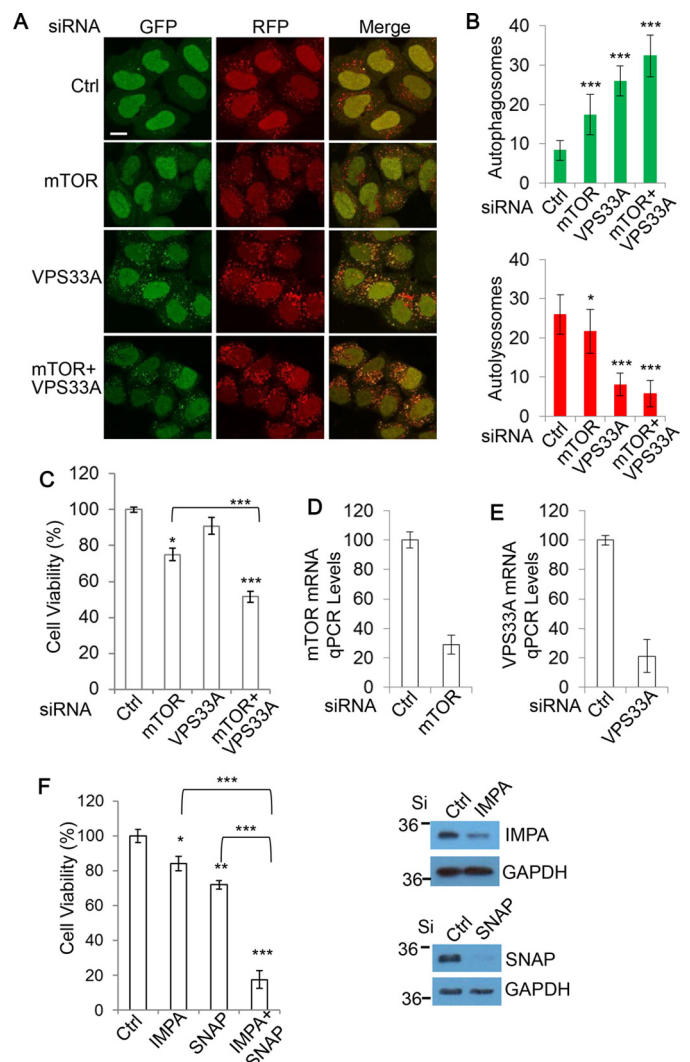 A
siRNA GFP RFP Merge
Ctrl
mTOR
VPS33A
mTOR+
VPS33A
B
Autophagosomes
40
30
20
10
0
*** *** ***
siRNA
Ctrl
mTOR
VPS33A
mTOR+
VPS33A
Autolysosomes
40
30
20
10
0
* *** ***
siRNA
Ctrl
mTOR
VPS33A
mTOR+
VPS33A
C
Cell Viability (%)
120
100
80
60
40
20
0
***
* ***
siRNA
Ctrl
mTOR
VPS33A
mTOR+
VPS33A
D
mTOR mRNA
qPCR Levels
120
100
80
60
40
20
0
siRNA
Ctrl
mTOR
E
VPS33A mRNA
qPCR Levels
120
100
80
60
40
20
0
siRNA
Ctrl
VPS33A
F
Cell Viability (%)
120
100
80
60
40
20
0
***
***
* ** ***
Ctrl
IMPA
SNAP
IMPA+
SNAP
Si Ctrl IMPA
36
IMPA
36
GAPDH
Si Ctrl SNAP
36
SNAP
36
GAPDH